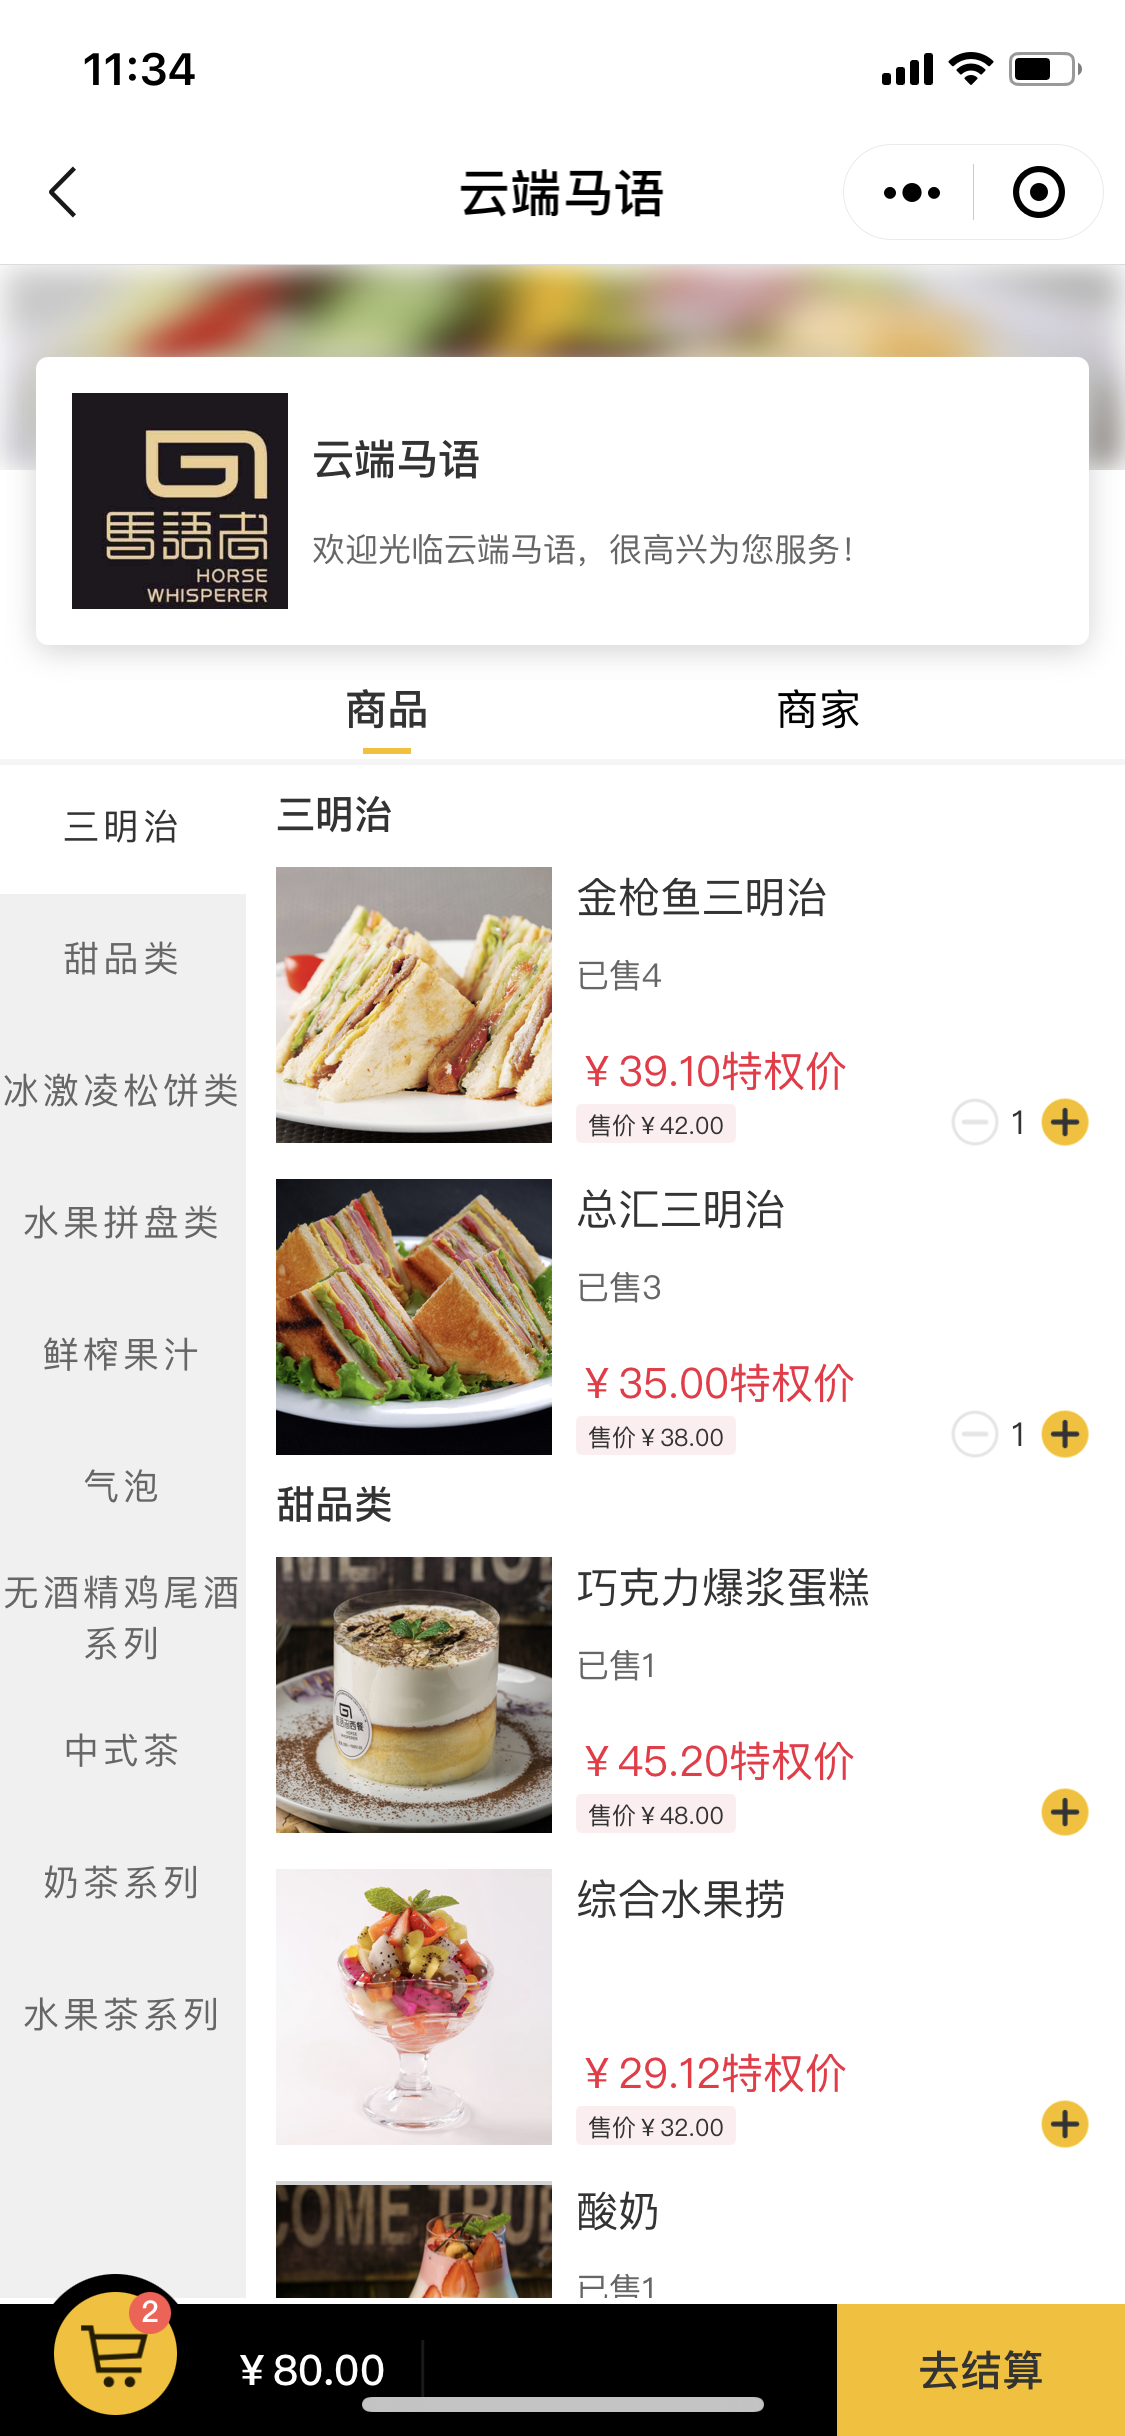 11:34
云端马语
馬語者
HORSE
WHISPERER
云端马语
欢迎光临云端马语，很高兴为您服务！
商品
商家
三明治
甜品类
冰激凌松饼类
水果拼盘类
鲜榨果汁
气泡
无酒精鸡尾酒
系列
中式茶
奶茶系列
水果茶系列
三明治
金枪鱼三明治
已售4
¥39.10特权价
售价¥42.00
1
总汇三明治
已售3
¥35.00特权价
售价¥38.00
1
甜品类
巧克力爆浆蛋糕
已售1
¥45.20特权价
售价¥48.00
综合水果捞
¥29.12特权价
售价¥32.00
COME TRUE
酸奶
已售1
2
¥80.00
去结算